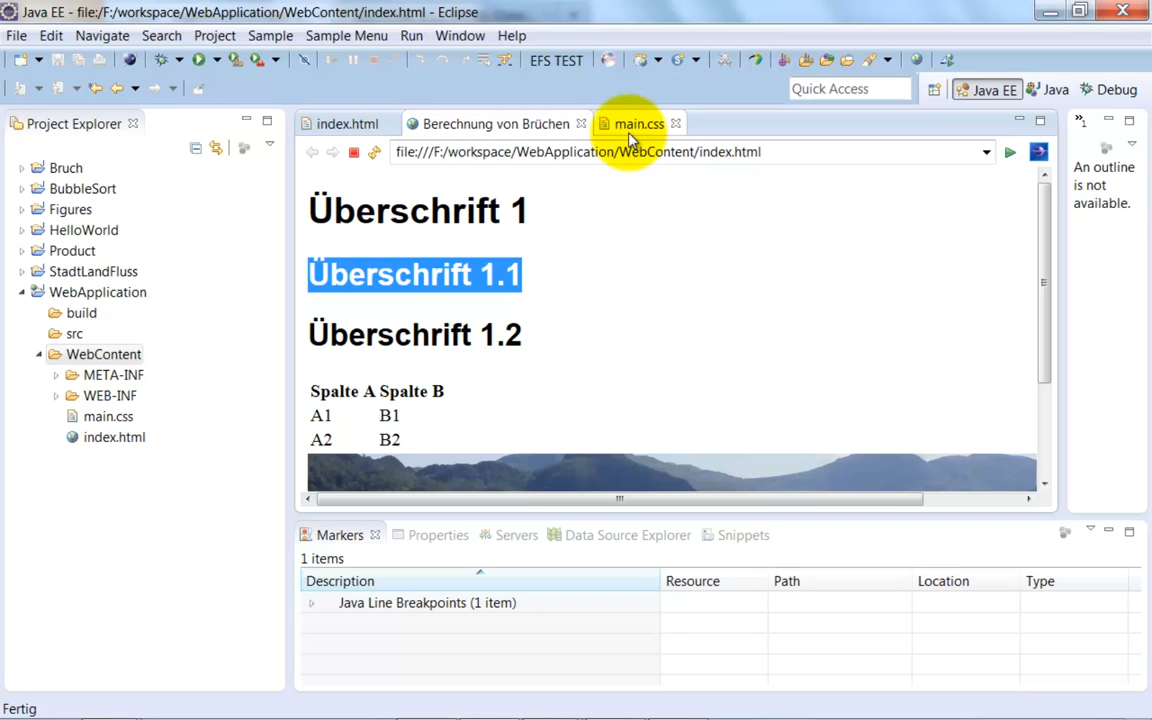 Java EE - file:/F:/workspace/WebApplication/WebContent/index.html - Eclipse
File Edit Navigate Search Project Sample Sample Menu Run Window Help
EFS TEST
Quick Access Java EE Java Debug
Project Explorer
index.html Berechnung von Brüchen main.css
file:///F:/workspace/WebApplication/WebContent/index.html
Bruch
BubbleSort
Figures
HelloWorld
Product
StadtLandFluss
WebApplication
build
src
WebContent
META-INF
WEB-INF
main.css
index.html
Überschrift 1
Überschrift 1.1
Überschrift 1.2
Spalte A Spalte B
A1 B1
A2 B2
1
An outline
is not
available.
Markers Properties Servers Data Source Explorer Snippets
1 items
Description Resource Path Location Type
Java Line Breakpoints (1 item)
Fertig